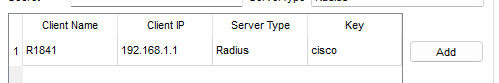 Client Name Client IP Server Type Key
1 R1841 192.168.1.1 Radius cisco
Add